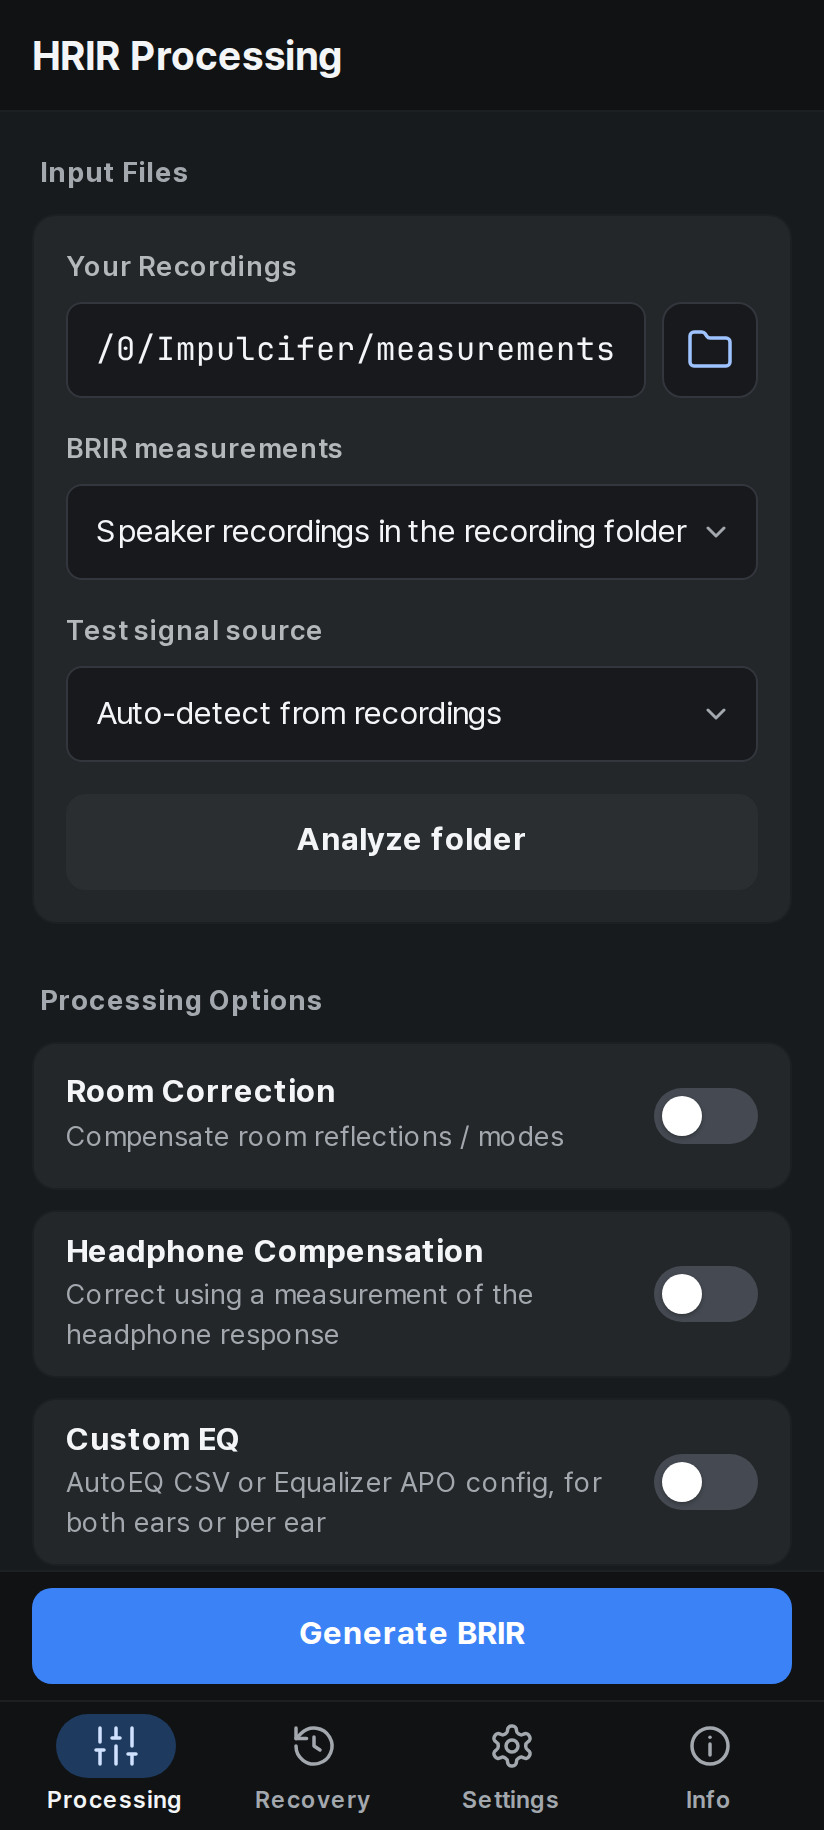 HRIR Processing
Input Files
Your Recordings
/0/Impulcifer/measurements
BRIR measurements
Speaker recordings in the recording folder
Test signal source
Auto-detect from recordings
Analyze folder
Processing Options
Room Correction
Compensate room reflections / modes
Headphone Compensation
Correct using a measurement of the
headphone response
Custom EQ
AutoEQ CSV or Equalizer APO config, for
both ears or per ear
Generate BRIR
Processing
Recovery
Settings
Info